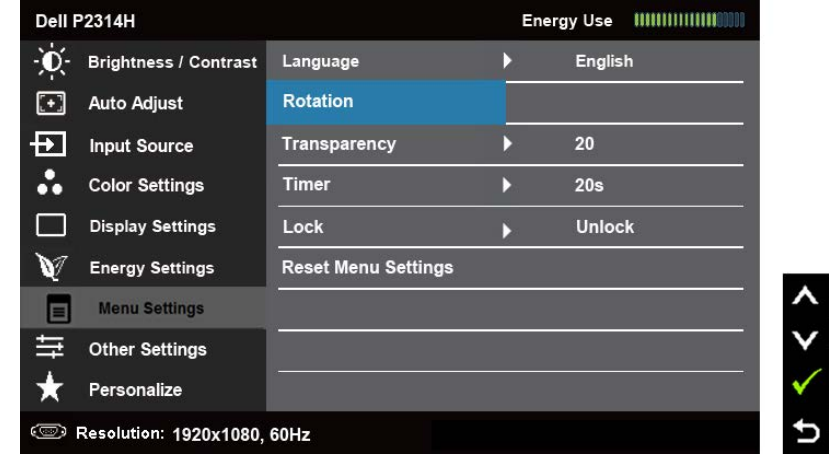 Dell P2314H Energy Use
Brightness / Contrast Language English
Auto Adjust Rotation
Input Source Transparency 20
Color Settings Timer 20s
Display Settings Lock Unlock
Energy Settings Reset Menu Settings
Menu Settings
Other Settings
Personalize
Resolution: 1920x1080, 60Hz